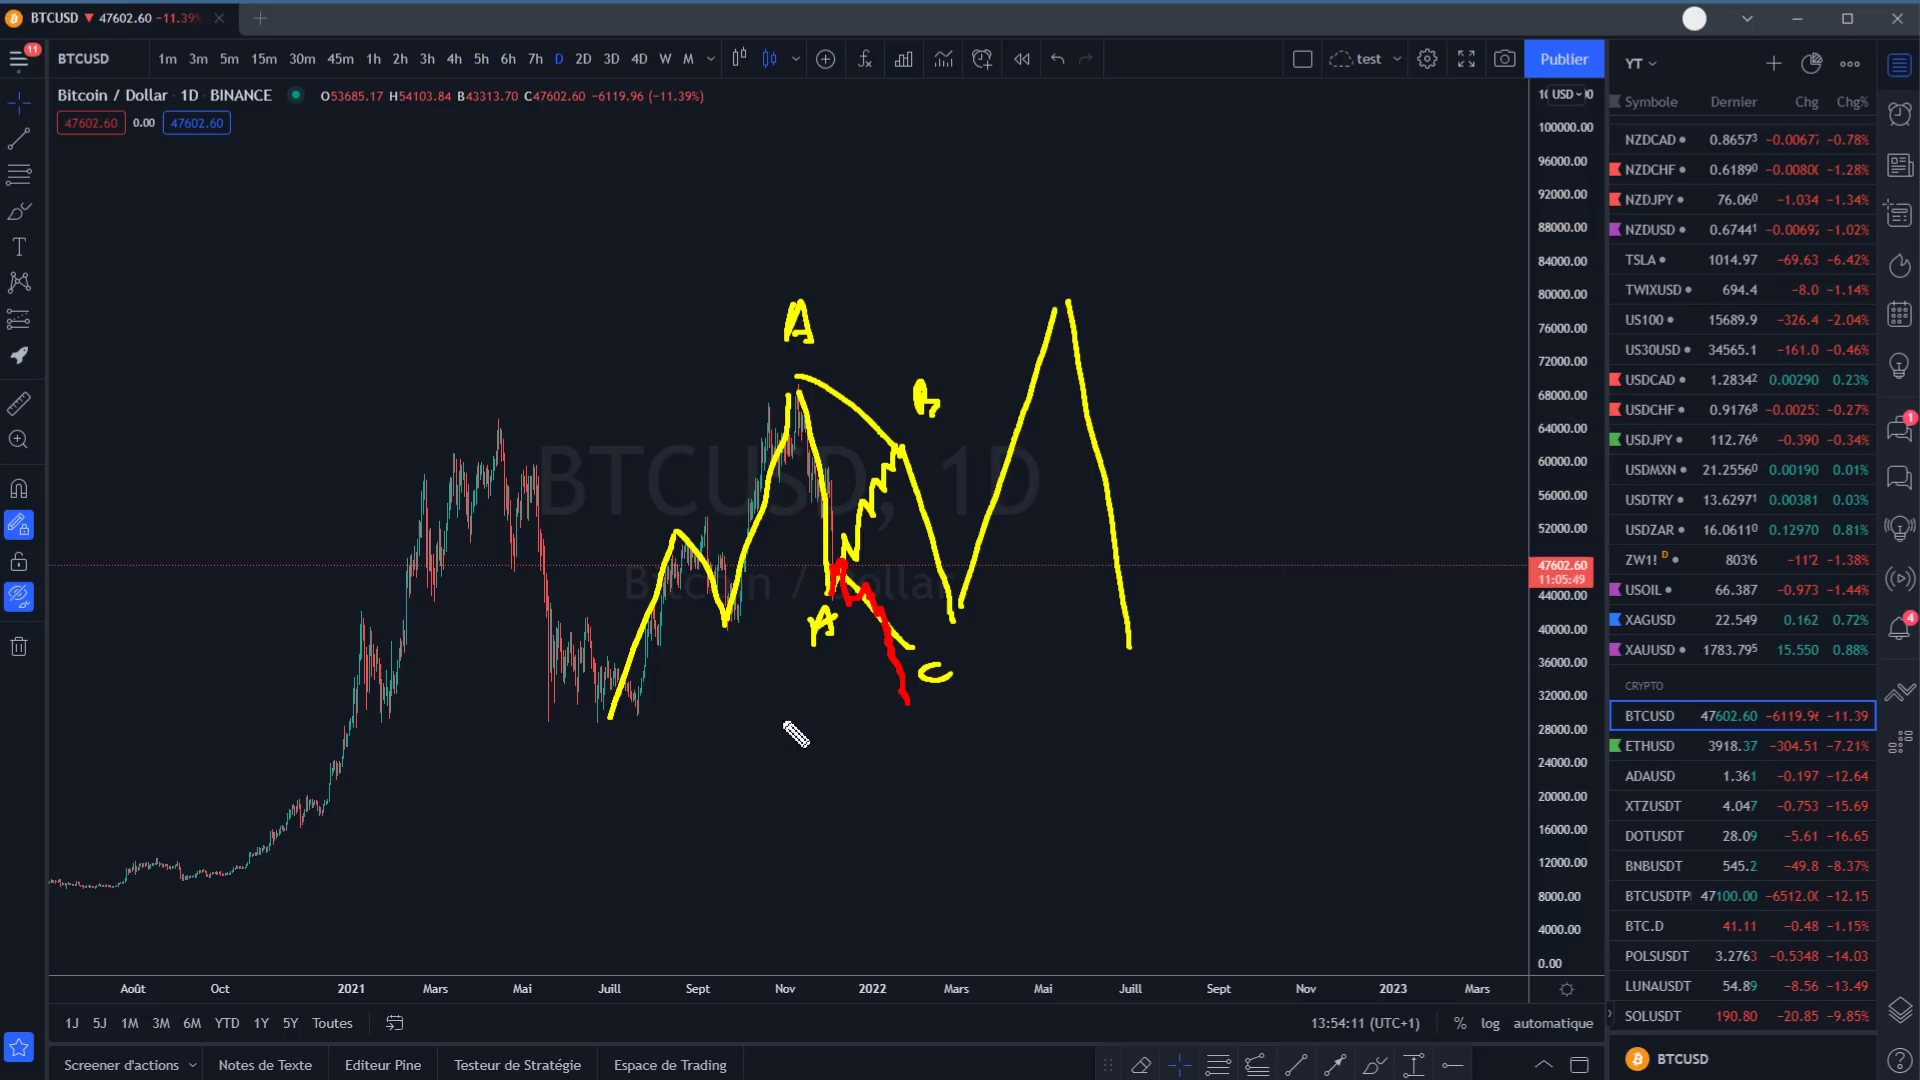 BTCUSD ▼ 47602.60 −11.39%
11
BTCUSD 1m 3m 5m 15m 30m 45m 1h 2h 3h 4h 5h 6h 7h D 2D 3D 4D W M test Publier
Bitcoin / Dollar · 1D · BINANCE O53685.17 H54103.84 B43313.70 C47602.60 −6119.96 (−11.39%)
47602.60 0.00 47602.60
USD
100000.00
96000.00
92000.00
88000.00
84000.00
80000.00
76000.00
72000.00
68000.00
64000.00
60000.00
56000.00
52000.00
47602.60
11:05:49
44000.00
40000.00
36000.00
32000.00
28000.00
24000.00
20000.00
16000.00
12000.00
8000.00
4000.00
0.00
A
BTCUSD, 1D
Bitcoin / Dollar
A
C
Août Oct 2021 Mars Mai Juill Sept Nov 2022 Mars Mai Juill Sept Nov 2023 Mars
1J 5J 1M 3M 6M YTD 1Y 5Y Toutes 13:54:11 (UTC+1) % log automatique
Screener d'actions Notes de Texte Editeur Pine Testeur de Stratégie Espace de Trading
YT
Symbole Dernier Chg Chg%
NZDCAD 0.86573 −0.00677 −0.78%
NZDCHF 0.61890 −0.00800 −1.28%
NZDJPY 76.060 −1.034 −1.34%
NZDUSD 0.67441 −0.00692 −1.02%
TSLA 1014.97 −69.63 −6.42%
TWIXUSD 694.4 −8.0 −1.14%
US100 15689.9 −326.4 −2.04%
US30USD 34565.1 −161.0 −0.46%
USDCAD 1.28342 0.00290 0.23%
USDCHF 0.91768 −0.00253 −0.27%
USDJPY 112.766 −0.390 −0.34%
USDMXN 21.25560 0.00190 0.01%
USDTRY 13.62971 0.00381 0.03%
USDZAR 16.06110 0.12970 0.81%
ZW1! D 803'6 −11'2 −1.38%
USOIL 66.387 −0.973 −1.44%
XAGUSD 22.549 0.162 0.72%
XAUUSD 1783.795 15.550 0.88%
CRYPTO
BTCUSD 47602.60 −6119.96 −11.39
ETHUSD 3918.37 −304.51 −7.21%
ADAUSD 1.361 −0.197 −12.64
XTZUSDT 4.047 −0.753 −15.69
DOTUSDT 28.09 −5.61 −16.65
BNBUSDT 545.2 −49.8 −8.37%
BTCUSDTP 47100.00 −6512.00 −12.15
BTC.D 41.11 −0.48 −1.15%
POLSUSDT 3.2763 −0.5348 −14.03
LUNAUSDT 54.89 −8.56 −13.49
SOLUSDT 190.80 −20.85 −9.85%
BTCUSD
1
4